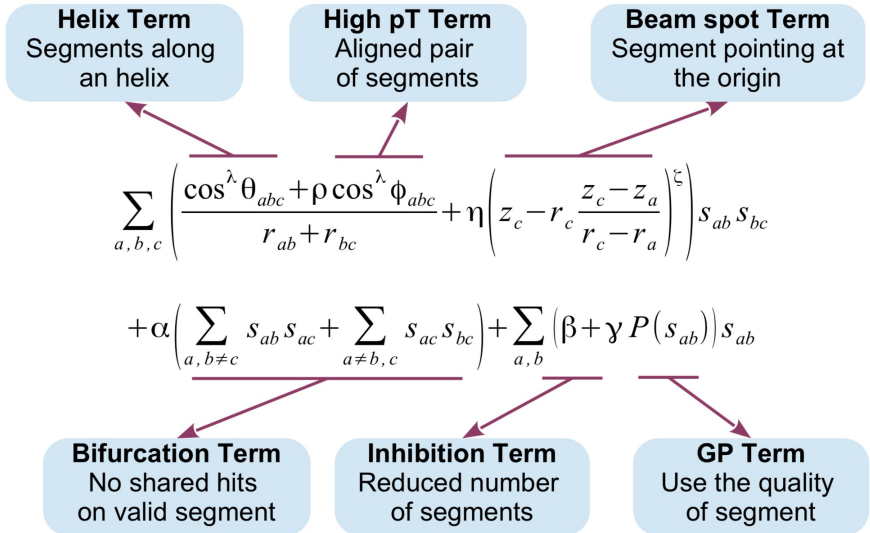 Helix Term
Segments along
an helix
High pT Term
Aligned pair
of segments
Beam spot Term
Segment pointing at
the origin
∑_{a,b,c} ( (cos^λ θ_{abc} + ρ cos^λ ϕ_{abc}) / (r_{ab} + r_{bc}) + η ( z_c − r_c (z_c − z_a) / (r_c − r_a) )^ζ ) s_{ab} s_{bc}
+ α ( ∑_{a,b≠c} s_{ab} s_{ac} + ∑_{a≠b,c} s_{ac} s_{bc} ) + ∑_{a,b} ( β + γ P(s_{ab}) ) s_{ab}
Bifurcation Term
No shared hits
on valid segment
Inhibition Term
Reduced number
of segments
GP Term
Use the quality
of segment